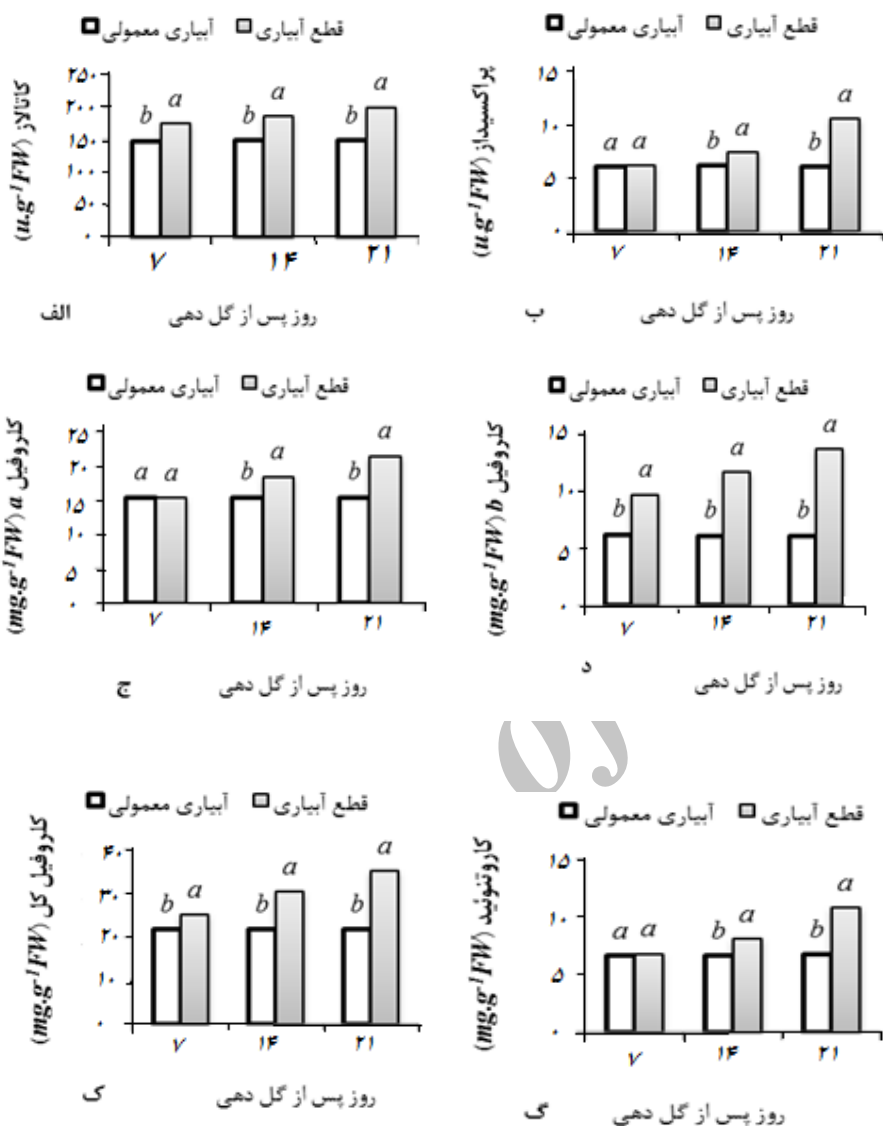 آبیاری معمولی قطع آبیاری
کاتالاز (u.g-1FW)
۲۵۰
۲۰۰
۱۵۰
۱۰۰
۵۰
۰
b a b a b a
۷ ۱۴ ۲۱
روز پس از گل دهی
الف
آبیاری معمولی قطع آبیاری
پراکسیداز (u g-1FW)
۱۵
۱۰
۵
۰
a a b a b a
۷ ۱۴ ۲۱
روز پس از گل دهی
ب
آبیاری معمولی قطع آبیاری
کلروفیل a (mg.g-1FW)
۲۵
۲۰
۱۵
۱۰
۵
۰
a a b a b a
۷ ۱۴ ۲۱
روز پس از گل دهی
ج
آبیاری معمولی قطع آبیاری
کلروفیل b (mg.g-1FW)
۱۵
۱۰
۵
۰
b a b a b a
۷ ۱۴ ۲۱
روز پس از گل دهی
د
آبیاری معمولی قطع آبیاری
کلروفیل کل (mg.g-1FW)
۴۰
۳۰
۲۰
۱۰
۰
b a b a b a
۷ ۱۴ ۲۱
روز پس از گل دهی
ک
آبیاری معمولی قطع آبیاری
کاروتنوئید (mg.g-1FW)
۱۵
۱۰
۵
۰
a a b a b a
۷ ۱۴ ۲۱
روز پس از گل دهی
گ